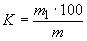 K = m₁ · 100 / m